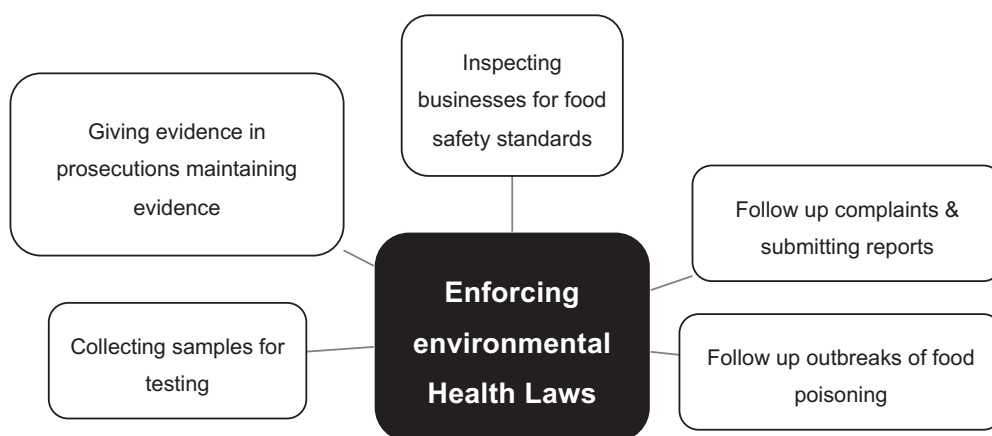 Inspecting
businesses for food
safety standards
Giving evidence in
prosecutions maintaining
evidence
Follow up complaints &
submitting reports
Enforcing
environmental
Health Laws
Collecting samples for
testing
Follow up outbreaks of food
poisoning